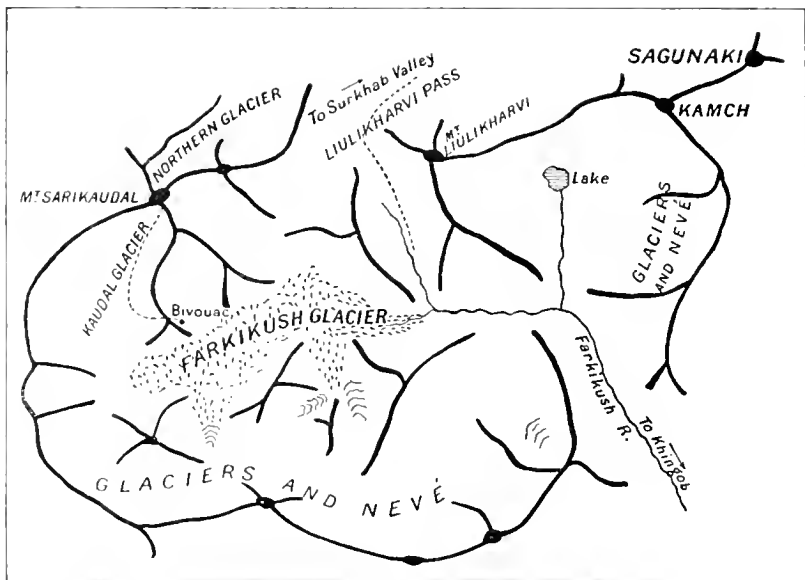 SAGUNAKI
To Surkhab Valley
LIULIKHARVI PASS
MT LIULIKHARVI
KAMCH
NORTHERN GLACIER
MT SARIKAUDAL
Lake
GLACIERS
AND NEVÉ
KAUDAL GLACIER
Bivouac
FARKIKUSH GLACIER
Farkikush R.
To Khingob
GLACIERS AND NEVÉ